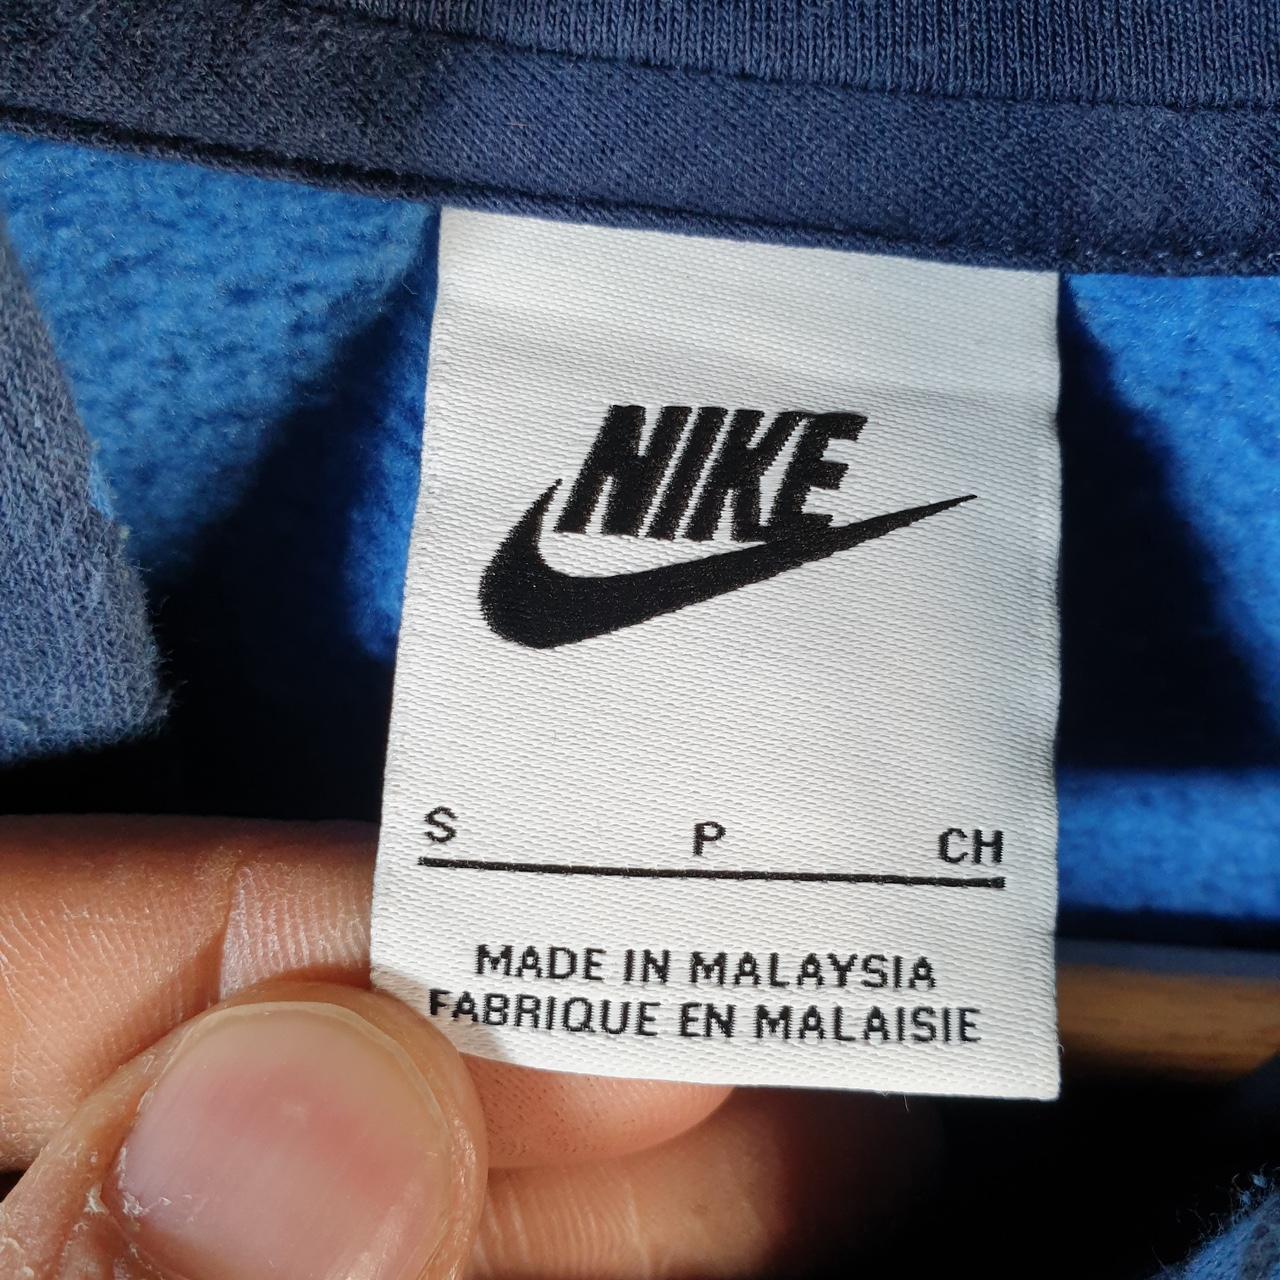 NIKE
S P CH
MADE IN MALAYSIA
FABRIQUE EN MALAISIE